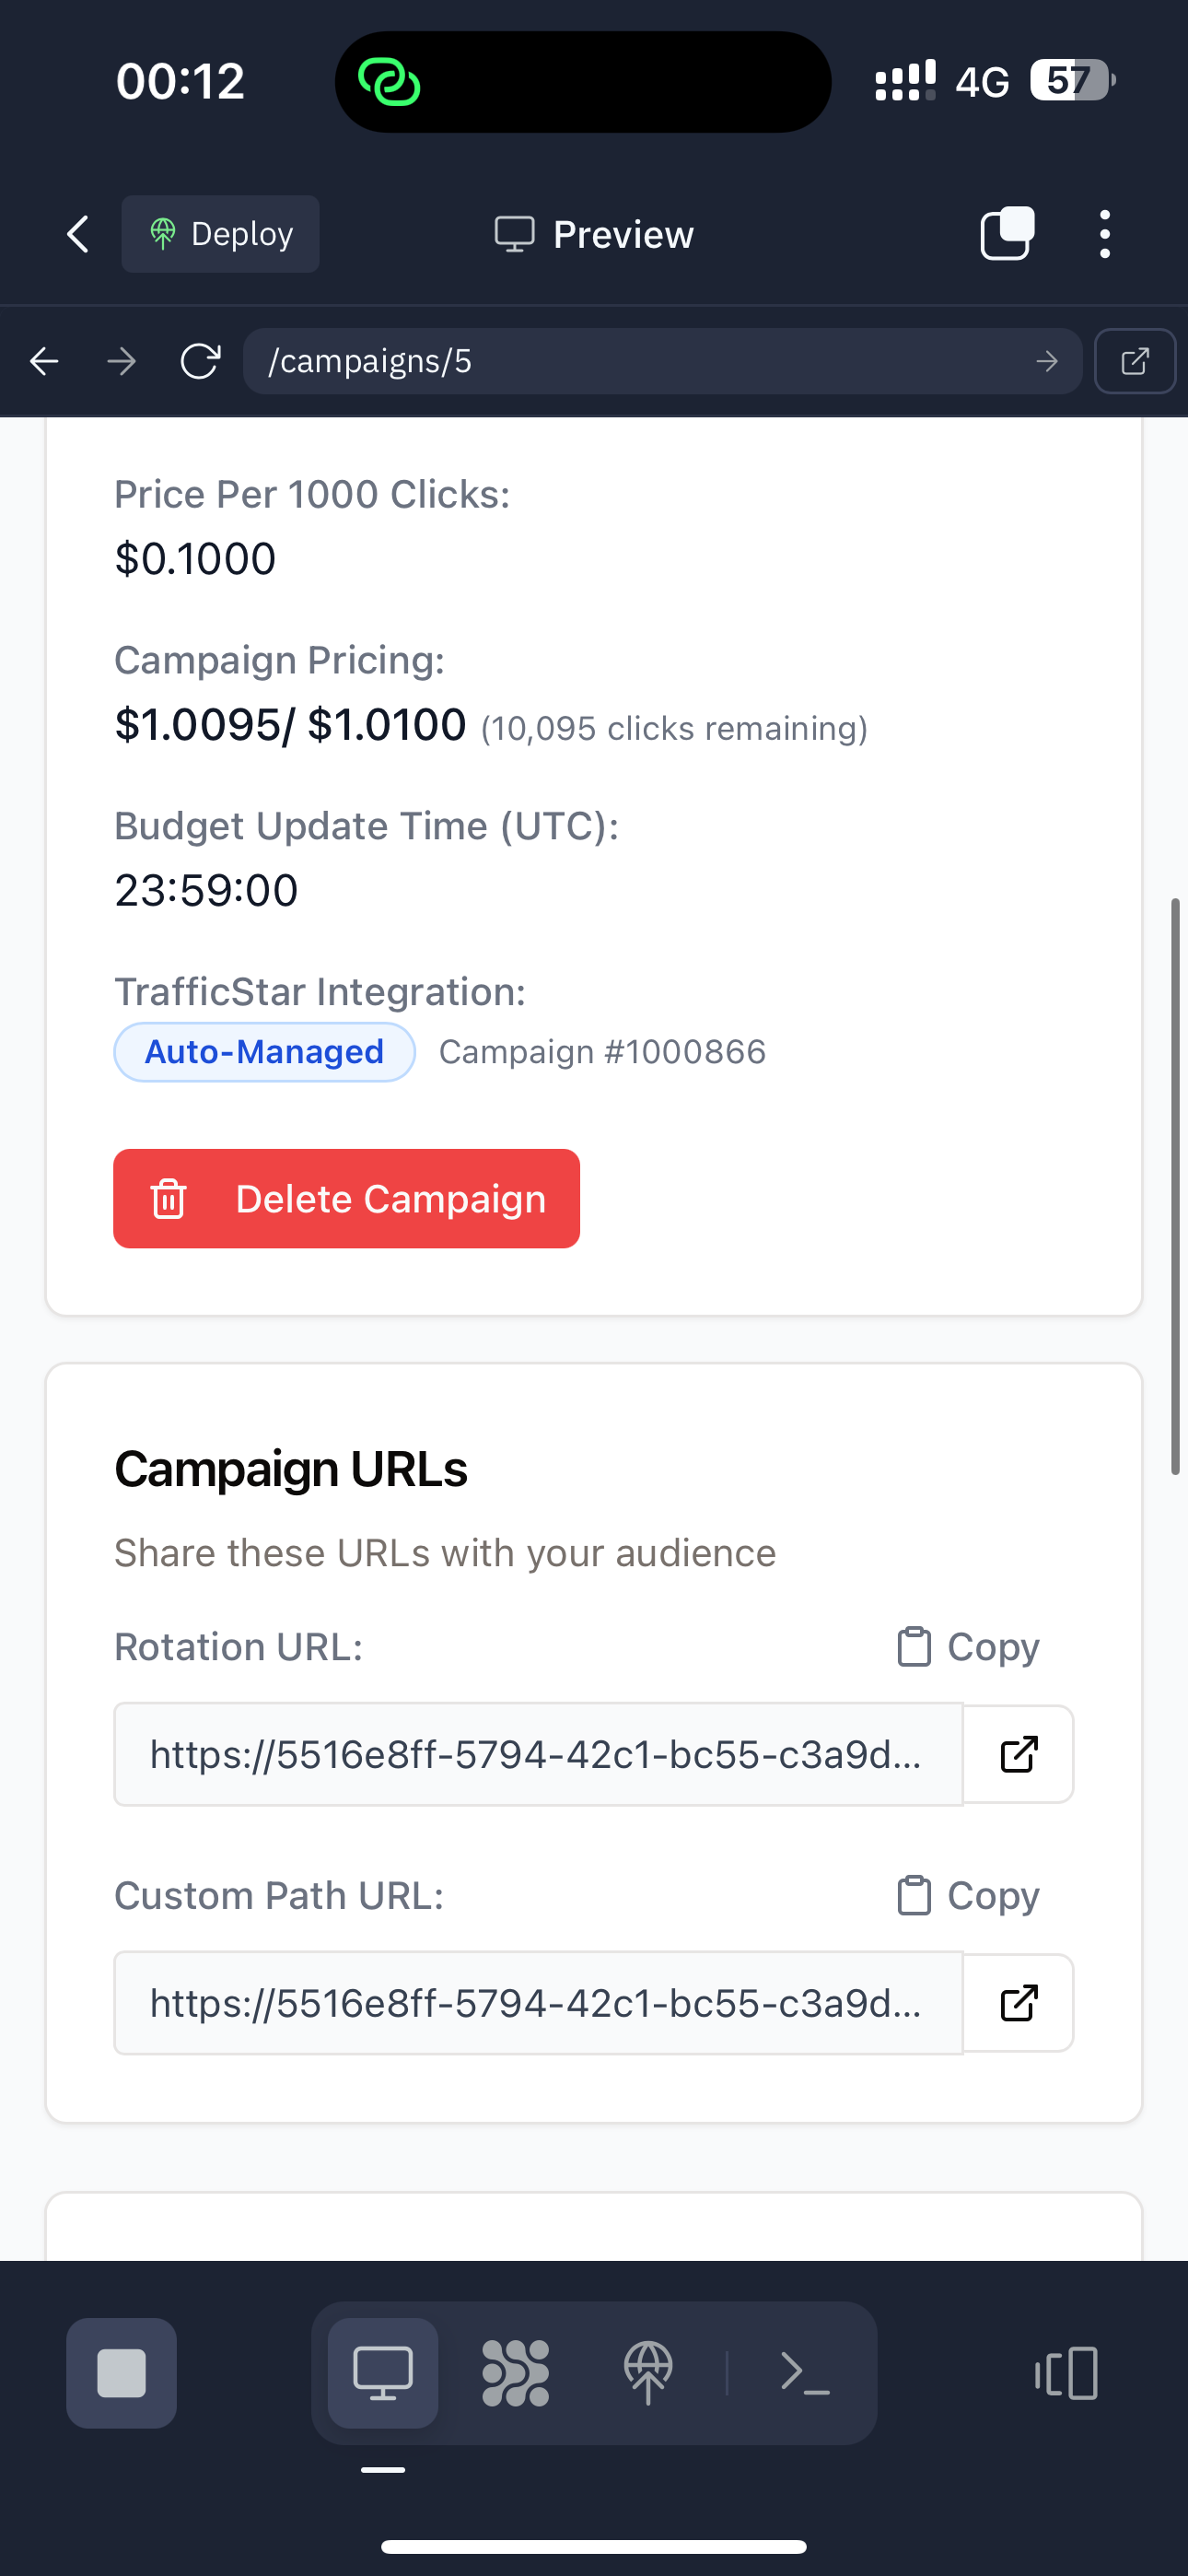 00:12
4G 57
Deploy
Preview
/campaigns/5
Price Per 1000 Clicks:
$0.1000
Campaign Pricing:
$1.0095/ $1.0100 (10,095 clicks remaining)
Budget Update Time (UTC):
23:59:00
TrafficStar Integration:
Auto-Managed Campaign #1000866
Delete Campaign
Campaign URLs
Share these URLs with your audience
Rotation URL: Copy
https://5516e8ff-5794-42c1-bc55-c3a9d...
Custom Path URL: Copy
https://5516e8ff-5794-42c1-bc55-c3a9d...